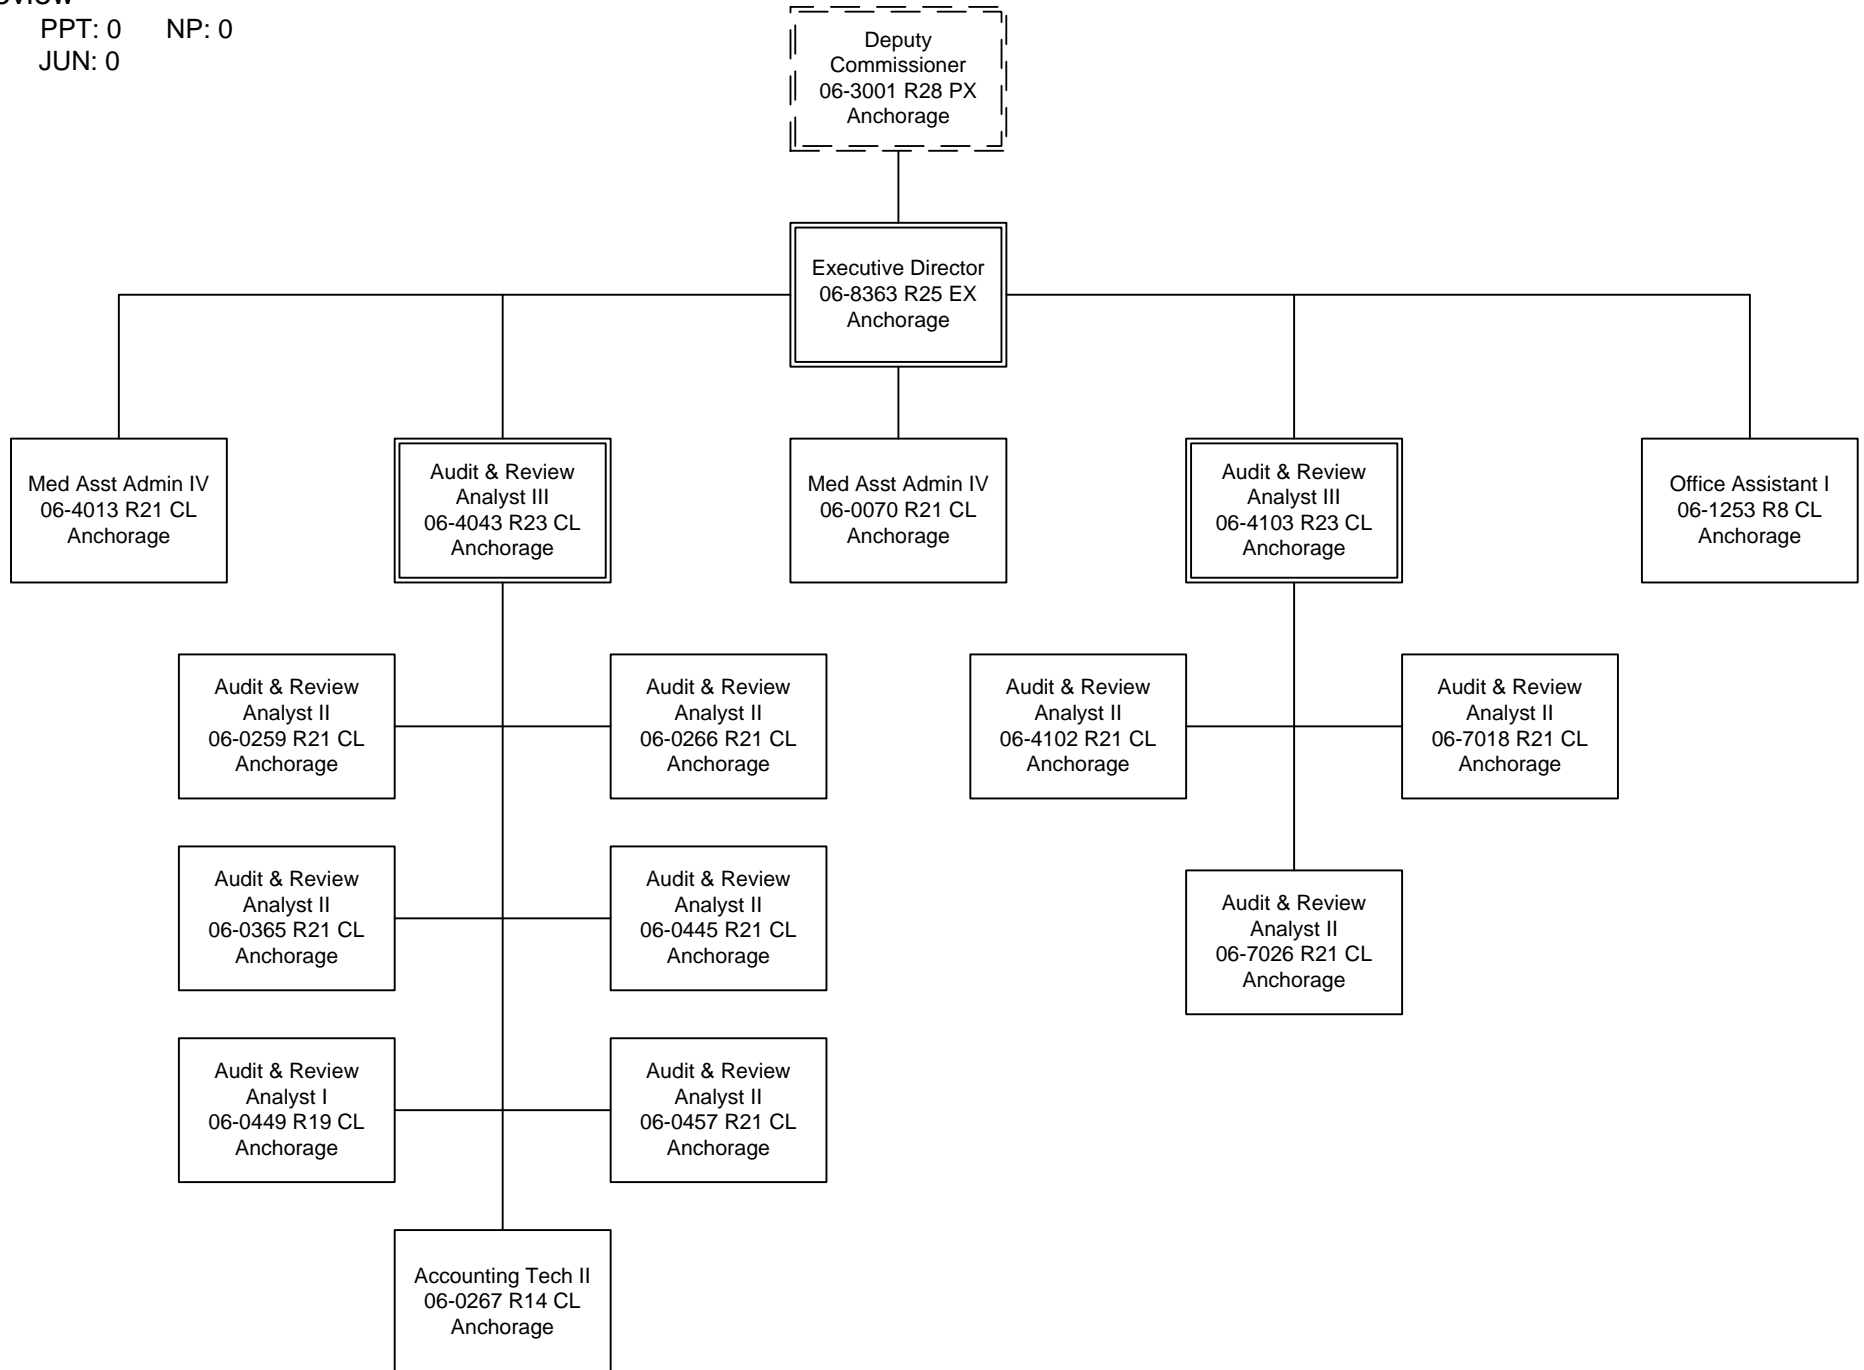 PPT: 0 NP: 0
JUN: 0
Deputy
Commissioner
06-3001 R28 PX
Anchorage
Executive Director
06-8363 R25 EX
Anchorage
Med Asst Admin IV
06-4013 R21 CL
Anchorage
Audit & Review
Analyst III
06-4043 R23 CL
Anchorage
Med Asst Admin IV
06-0070 R21 CL
Anchorage
Audit & Review
Analyst III
06-4103 R23 CL
Anchorage
Office Assistant I
06-1253 R8 CL
Anchorage
Audit & Review
Analyst II
06-0259 R21 CL
Anchorage
Audit & Review
Analyst II
06-0266 R21 CL
Anchorage
Audit & Review
Analyst II
06-4102 R21 CL
Anchorage
Audit & Review
Analyst II
06-7018 R21 CL
Anchorage
Audit & Review
Analyst II
06-0365 R21 CL
Anchorage
Audit & Review
Analyst II
06-0445 R21 CL
Anchorage
Audit & Review
Analyst II
06-7026 R21 CL
Anchorage
Audit & Review
Analyst I
06-0449 R19 CL
Anchorage
Audit & Review
Analyst II
06-0457 R21 CL
Anchorage
Accounting Tech II
06-0267 R14 CL
Anchorage